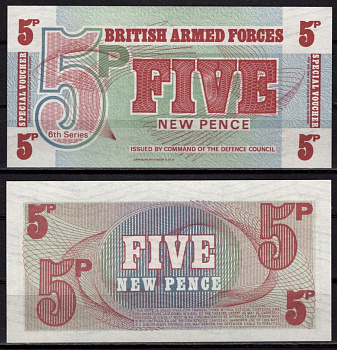 5P
BRITISH ARMED FORCES
5P
SPECIAL VOUCHER
5P
FIVE
SPECIAL VOUCHER
6th Series
NEW PENCE
5P
ISSUED BY COMMAND OF THE DEFENCE COUNCIL
5P
5P
5P
FIVE
NEW PENCE
5P
5P